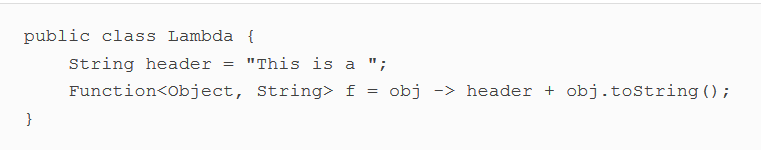 public class Lambda {
    String header = "This is a ";
    Function<Object, String> f = obj -> header + obj.toString();
}